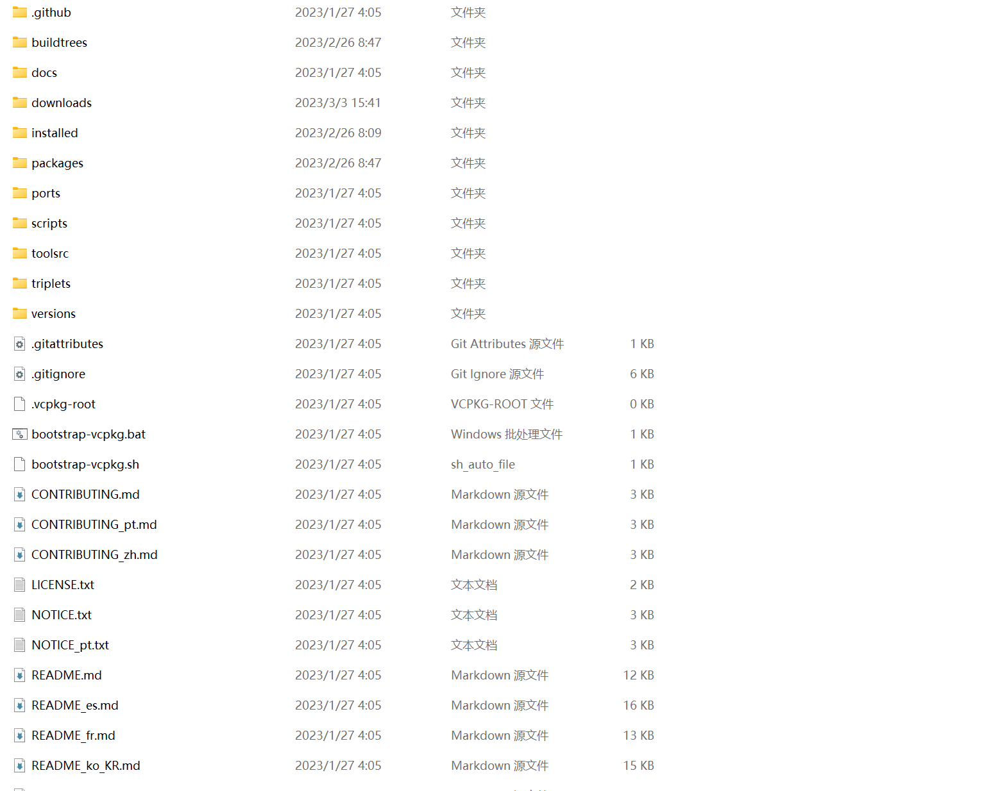 .github 2023/1/27 4:05 文件夹
buildtrees 2023/2/26 8:47 文件夹
docs 2023/1/27 4:05 文件夹
downloads 2023/3/3 15:41 文件夹
installed 2023/2/26 8:09 文件夹
packages 2023/2/26 8:47 文件夹
ports 2023/1/27 4:05 文件夹
scripts 2023/1/27 4:05 文件夹
toolsrc 2023/1/27 4:05 文件夹
triplets 2023/1/27 4:05 文件夹
versions 2023/1/27 4:05 文件夹
.gitattributes 2023/1/27 4:05 Git Attributes 源文件 1 KB
.gitignore 2023/1/27 4:05 Git Ignore 源文件 6 KB
.vcpkg-root 2023/1/27 4:05 VCPKG-ROOT 文件 0 KB
bootstrap-vcpkg.bat 2023/1/27 4:05 Windows 批处理文件 1 KB
bootstrap-vcpkg.sh 2023/1/27 4:05 sh_auto_file 1 KB
CONTRIBUTING.md 2023/1/27 4:05 Markdown 源文件 3 KB
CONTRIBUTING_pt.md 2023/1/27 4:05 Markdown 源文件 3 KB
CONTRIBUTING_zh.md 2023/1/27 4:05 Markdown 源文件 3 KB
LICENSE.txt 2023/1/27 4:05 文本文档 2 KB
NOTICE.txt 2023/1/27 4:05 文本文档 3 KB
NOTICE_pt.txt 2023/1/27 4:05 文本文档 3 KB
README.md 2023/1/27 4:05 Markdown 源文件 12 KB
README_es.md 2023/1/27 4:05 Markdown 源文件 16 KB
README_fr.md 2023/1/27 4:05 Markdown 源文件 13 KB
README_ko_KR.md 2023/1/27 4:05 Markdown 源文件 15 KB